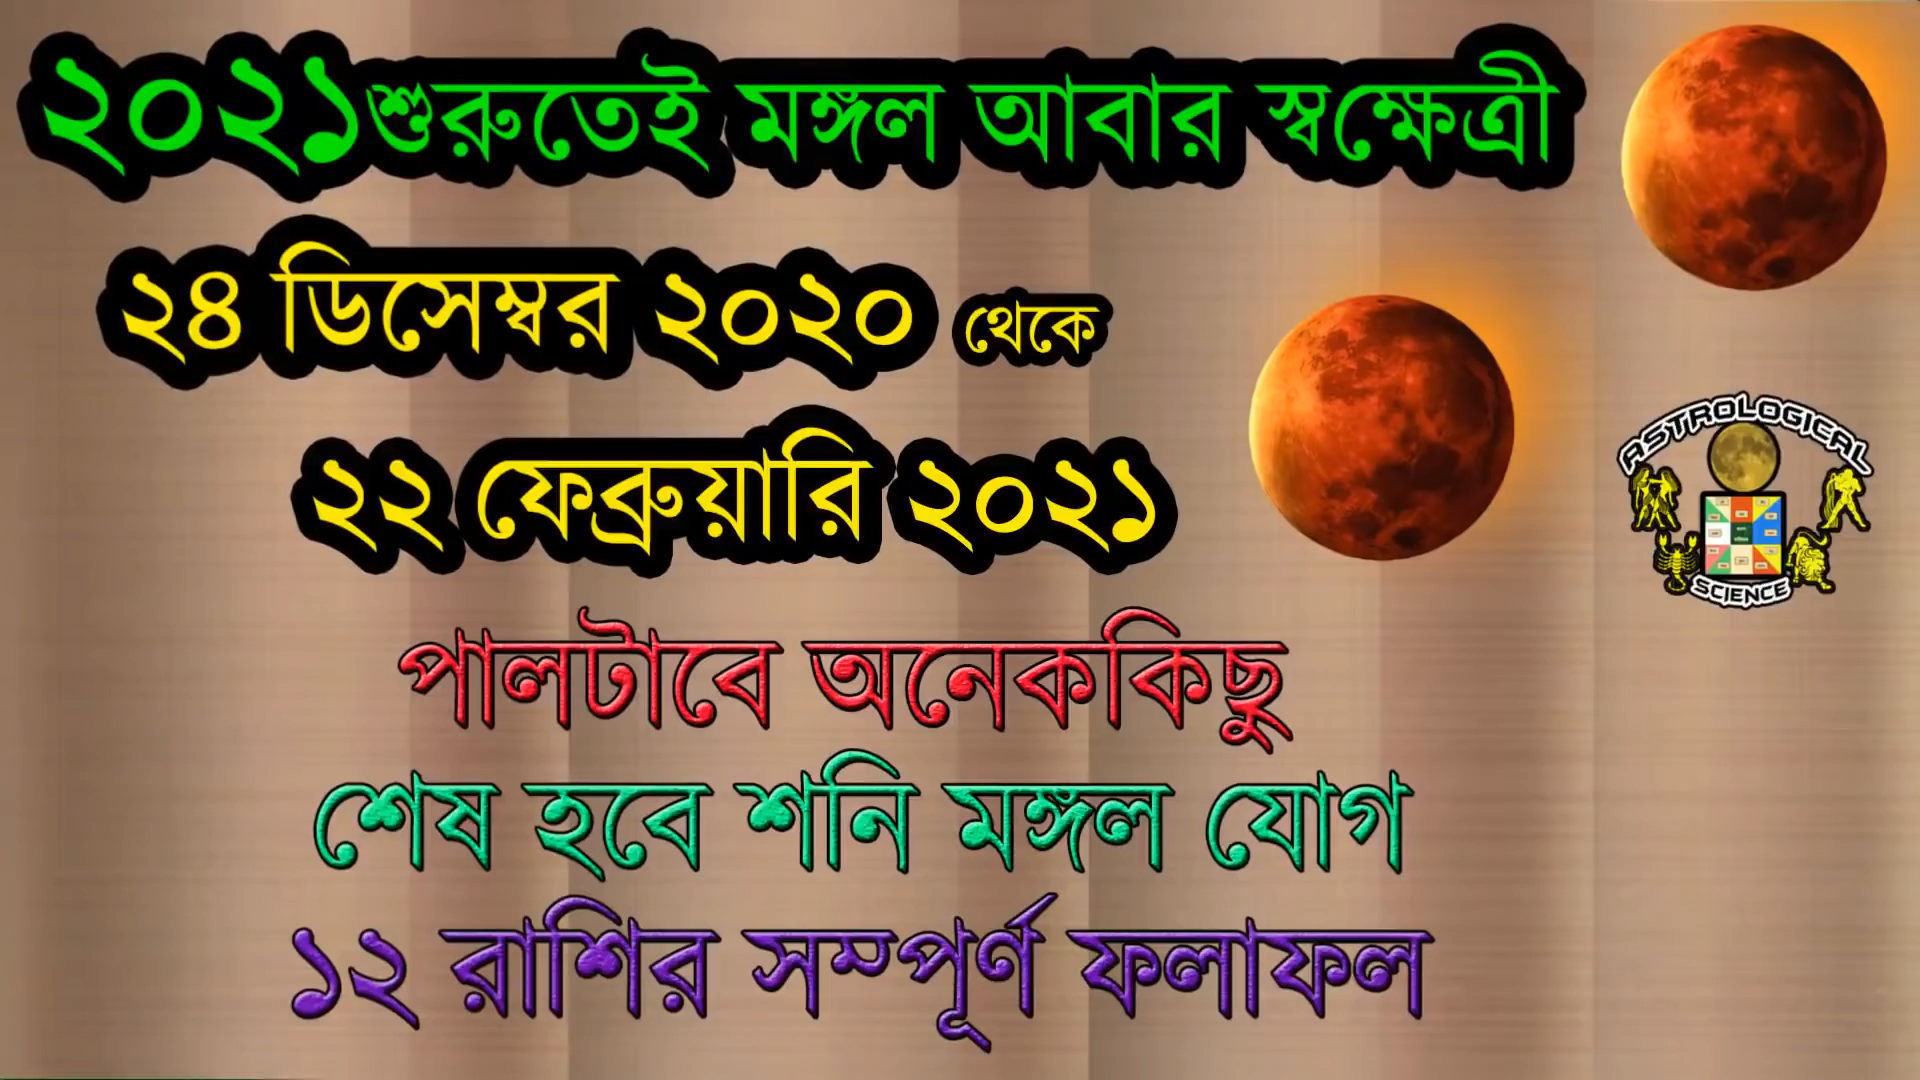 ২০২১শুরুতেই মঙ্গল আবার স্বক্ষেত্রী
২৪ ডিসেম্বর ২০২০ থেকে
২২ ফেব্রুয়ারি ২০২১
ASTROLOGICAL
SCIENCE
পালটাবে অনেককিছু
শেষ হবে শনি মঙ্গল যোগ
১২ রাশির সম্পূর্ণ ফলাফল